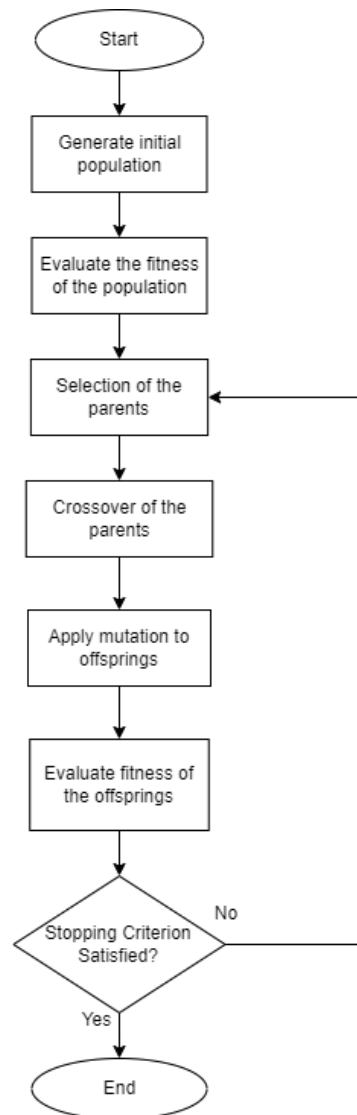 Start
Generate initial
population
Evaluate the fitness
of the population
Selection of the
parents
Crossover of the
parents
Apply mutation to
offsprings
Evaluate fitness of
the offsprings
No
Stopping Criterion
Satisfied?
Yes
End